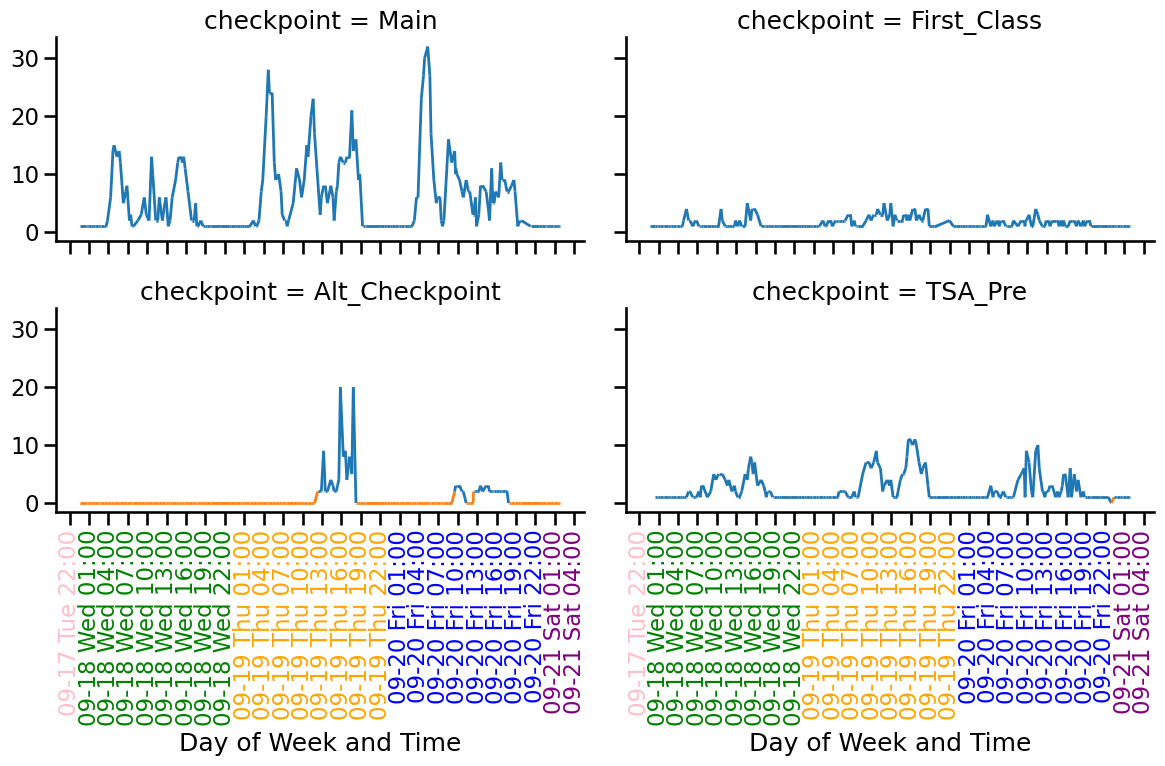 checkpoint = Main
checkpoint = First_Class
30
20
10
0
checkpoint = Alt_Checkpoint
checkpoint = TSA_Pre
30
20
10
0
09-17 Tue 22:00
09-18 Wed 01:00
09-18 Wed 04:00
09-18 Wed 07:00
09-18 Wed 10:00
09-18 Wed 13:00
09-18 Wed 16:00
09-18 Wed 19:00
09-18 Wed 22:00
09-19 Thu 01:00
09-19 Thu 04:00
09-19 Thu 07:00
09-19 Thu 10:00
09-19 Thu 13:00
09-19 Thu 16:00
09-19 Thu 19:00
09-19 Thu 22:00
09-20 Fri 01:00
09-20 Fri 04:00
09-20 Fri 07:00
09-20 Fri 10:00
09-20 Fri 13:00
09-20 Fri 16:00
09-20 Fri 19:00
09-20 Fri 22:00
09-21 Sat 01:00
09-21 Sat 04:00
09-17 Tue 22:00
09-18 Wed 01:00
09-18 Wed 04:00
09-18 Wed 07:00
09-18 Wed 10:00
09-18 Wed 13:00
09-18 Wed 16:00
09-18 Wed 19:00
09-18 Wed 22:00
09-19 Thu 01:00
09-19 Thu 04:00
09-19 Thu 07:00
09-19 Thu 10:00
09-19 Thu 13:00
09-19 Thu 16:00
09-19 Thu 19:00
09-19 Thu 22:00
09-20 Fri 01:00
09-20 Fri 04:00
09-20 Fri 07:00
09-20 Fri 10:00
09-20 Fri 13:00
09-20 Fri 16:00
09-20 Fri 19:00
09-20 Fri 22:00
09-21 Sat 01:00
09-21 Sat 04:00
Day of Week and Time
Day of Week and Time